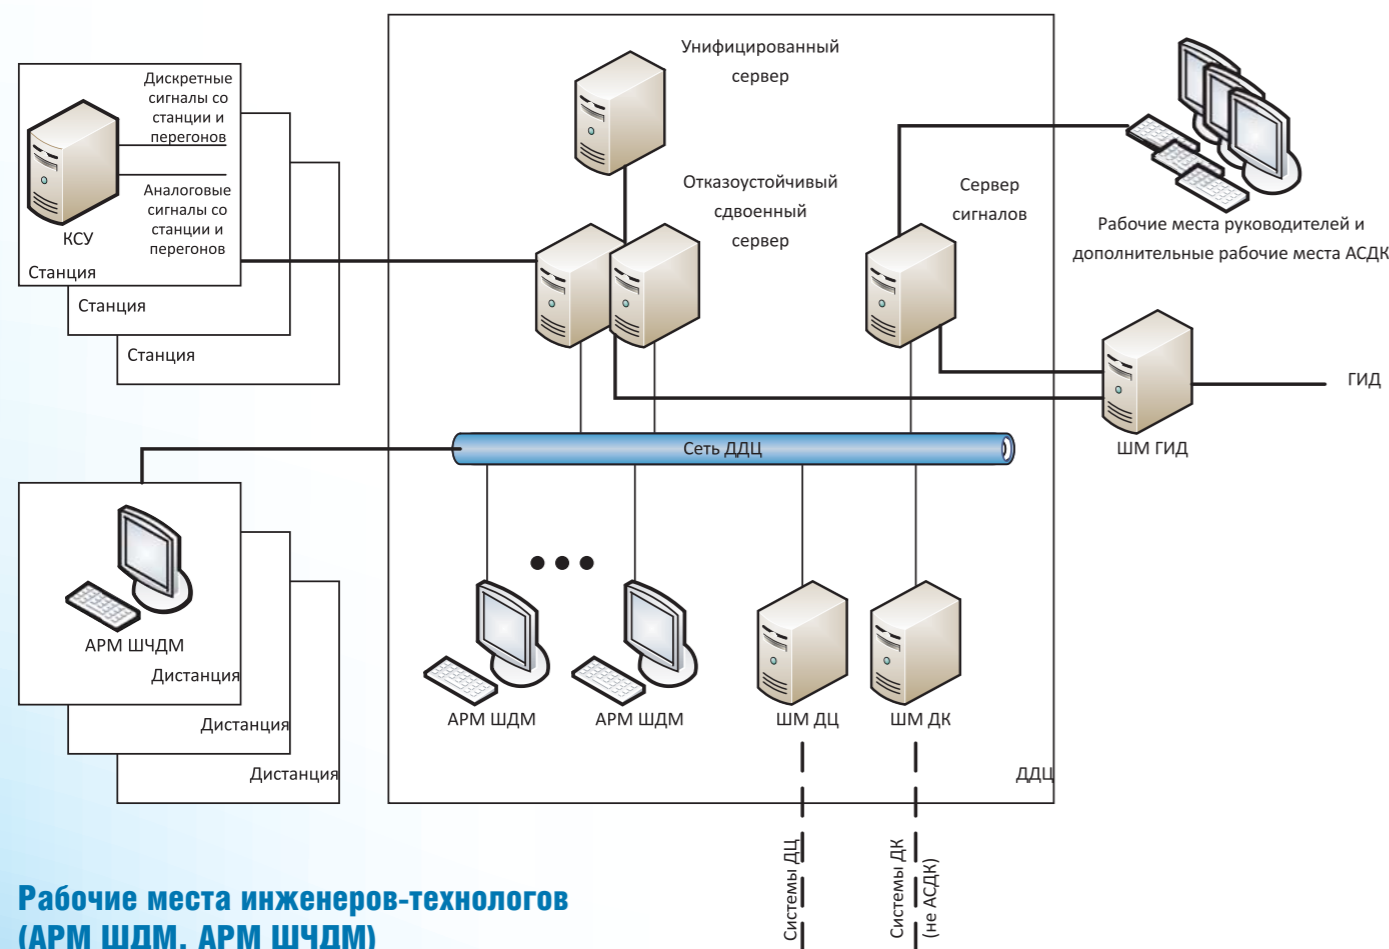 Унифицированный
сервер
Дискретные
сигналы со
станции и
перегонов
Аналоговые
сигналы со
станции и
перегонов
КСУ
Станция
Станция
Станция
Отказоустойчивый
сдвоенный
сервер
Сервер
сигналов
Рабочие места руководителей и
дополнительные рабочие места АСДК
ГИД
ШМ ГИД
Сеть ДДЦ
АРМ ШЧДМ
Дистанция
Дистанция
Дистанция
АРМ ШДМ
АРМ ШДМ
ШМ ДЦ
ШМ ДК
ДДЦ
Системы ДЦ
Системы ДК
(не АСДК)
Рабочие места инженеров-технологов
(АРМ ШДМ, АРМ ШЧДМ)